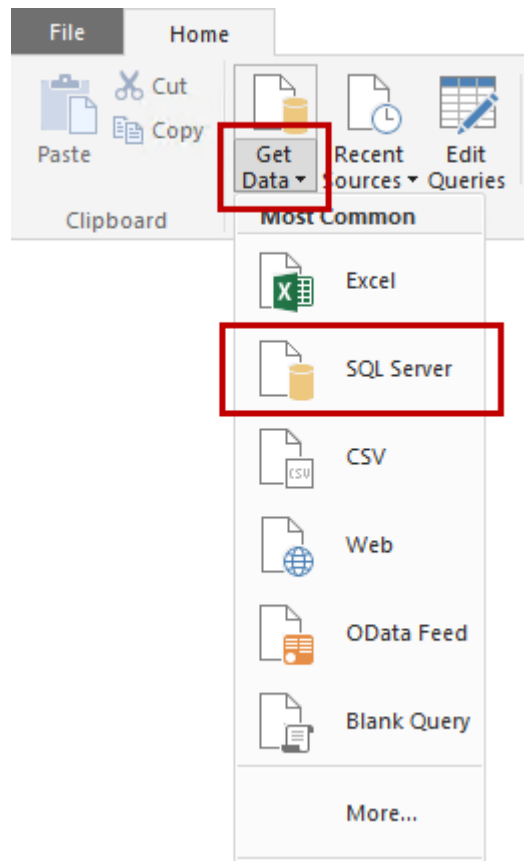 File Home
Cut
Copy
Paste
Get Data
Recent Sources
Edit Queries
Clipboard
Most Common
Excel
SQL Server
CSV
CSV
Web
OData Feed
Blank Query
More...